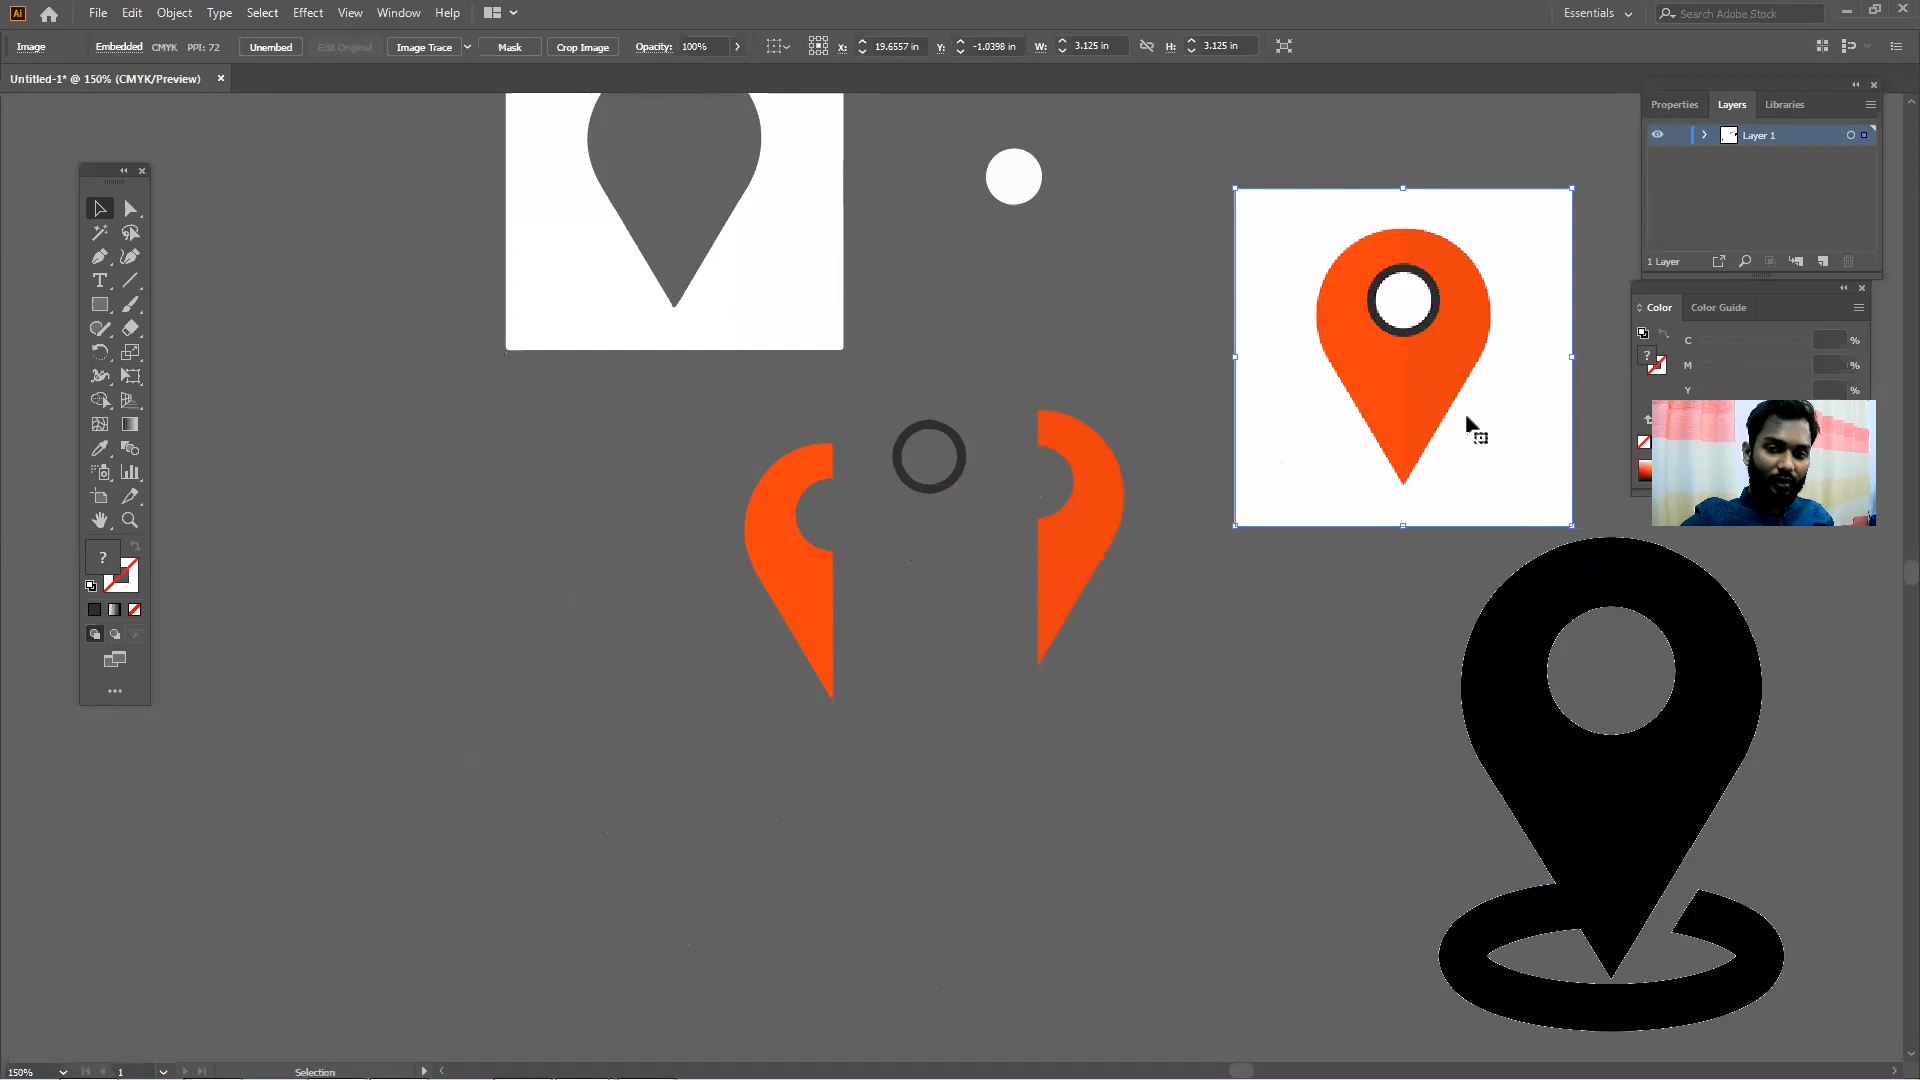 Ai File Edit Object Type Select Effect View Window Help Essentials Search Adobe Stock
Image Embedded CMYK PPI: 72 Unembed Edit Original Image Trace Mask Crop Image Opacity: 100% X: 19.6557 in Y: -1.0398 in W: 3.125 in H: 3.125 in
Untitled-1* @ 150% (CMYK/Preview)
Properties Layers Libraries
Layer 1
1 Layer
Color Color Guide
C %
? M %
Y %
T
?
150% 1 Selection